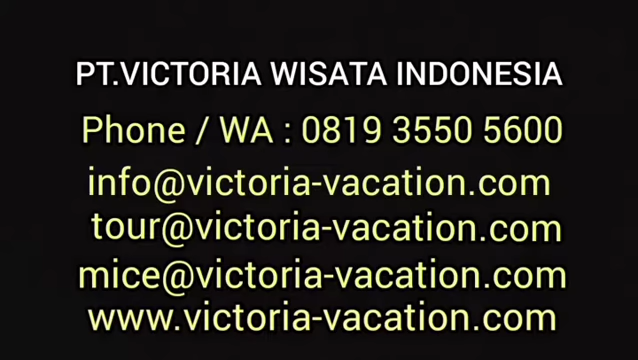 PT.VICTORIA WISATA INDONESIA
Phone / WA : 0819 3550 5600
info@victoria-vacation.com
tour@victoria-vacation.com
mice@victoria-vacation.com
www.victoria-vacation.com